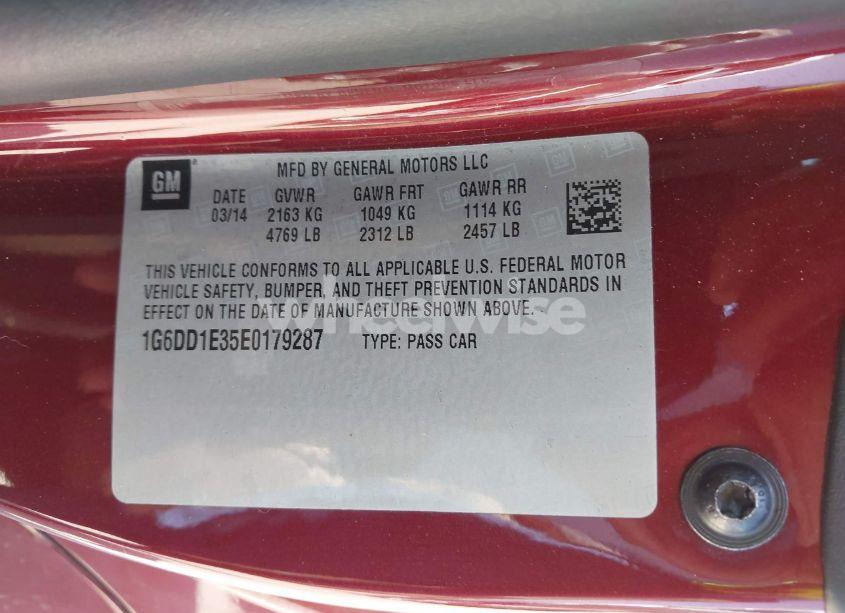 GM
MFD BY GENERAL MOTORS LLC
DATE GVWR GAWR FRT GAWR RR
03/14 2163 KG 1049 KG 1114 KG
4769 LB 2312 LB 2457 LB
THIS VEHICLE CONFORMS TO ALL APPLICABLE U.S. FEDERAL MOTOR
VEHICLE SAFETY, BUMPER, AND THEFT PREVENTION STANDARDS IN
EFFECT ON THE DATE OF MANUFACTURE SHOWN ABOVE.
wheelwise
1G6DD1E35E0179287 TYPE: PASS CAR